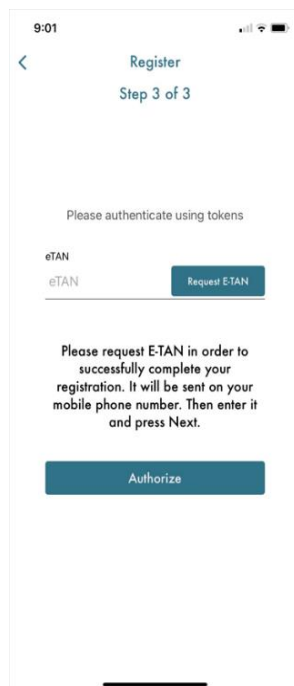 9:01
Register
Step 3 of 3
Please authenticate using tokens
eTAN
eTAN
Request E-TAN
Please request E-TAN in order to
successfully complete your
registration. It will be sent on your
mobile phone number. Then enter it
and press Next.
Authorize